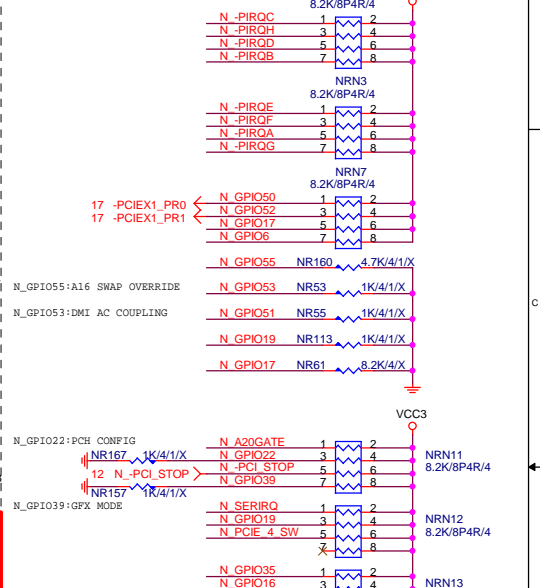 8.2K/8P4R/4
N_-PIRQC 1 2
N_-PIRQH 3 4
N_-PIRQD 5 6
N_-PIRQB 7 8
NRN3
8.2K/8P4R/4
N_-PIRQE 1 2
N_-PIRQF 3 4
N_-PIRQA 5 6
N_-PIRQG 7 8
NRN7
8.2K/8P4R/4
17 -PCIEX1_PR0 N_GPIO50 1 2
17 -PCIEX1_PR1 N_GPIO52 3 4
N_GPIO17 5 6
N_GPIO6 7 8
N_GPIO55 NR160 4.7K/4/1/X
N_GPIO55:A16 SWAP OVERRIDE N_GPIO53 NR53 1K/4/1/X
C
N_GPIO53:DMI AC COUPLING N_GPIO51 NR55 1K/4/1/X
N_GPIO19 NR113 1K/4/1/X
N_GPIO17 NR61 8.2K/4/X
VCC3
N_GPIO22:PCH CONFIG N_A20GATE 1 2
NR167 1K/4/1/X N_GPIO22 3 4 NRN11
12 N_-PCI_STOP N_-PCI_STOP 5 6 8.2K/8P4R/4
NR157 1K/4/1/X N_GPIO39 7 8
N_GPIO39:GFX MODE N_SERIRQ 1 2
N_GPIO19 3 4 NRN12
N_PCIE_4_SW 5 6 8.2K/8P4R/4
7 8
N_GPIO35 1 2
N_GPIO16 3 4 NRN13